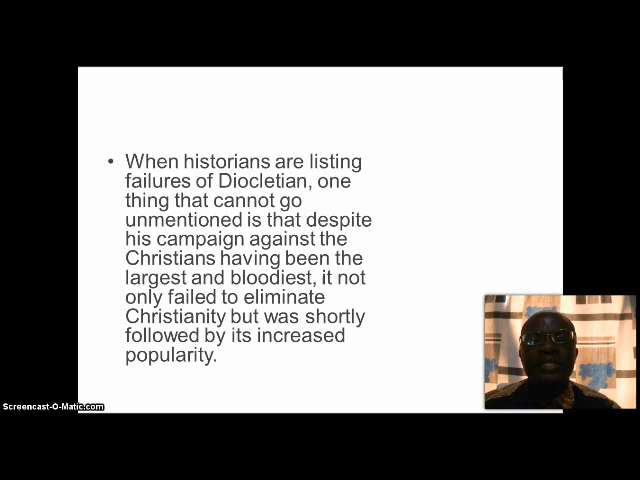 • When historians are listing
failures of Diocletian, one
thing that cannot go
unmentioned is that despite
his campaign against the
Christians having been the
largest and bloodiest, it not
only failed to eliminate
Christianity but was shortly
followed by its increased
popularity.
Screencast-O-Matic.com